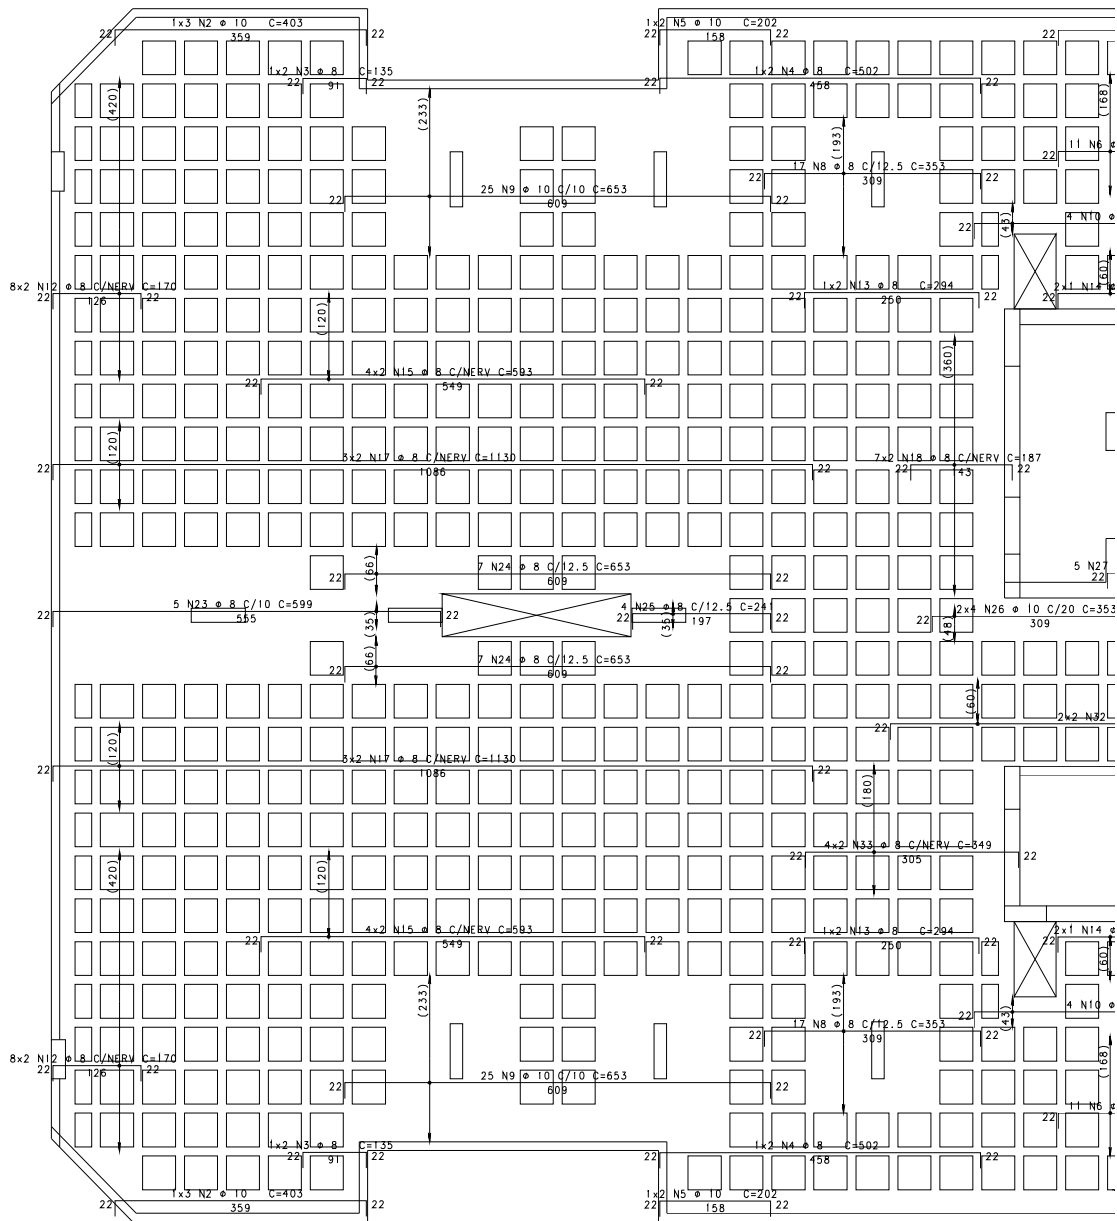 1x3 N2 ø 10 C=403
22 359 22
1x2 N5 ø 10 C=202
22 158 22
1x2 N3 ø 8 C=135
22 91 22
1x2 N4 ø 8 C=502
22 458 22
(420)
(233)
(193)
(168)
11 N6 ø
22
17 N8 ø 8 C/12.5 C=353
22 309 22
25 N9 ø 10 C/10 C=653
22 609 22
(43)
4 N10 ø
22
(60)
8x2 N12 ø 8 C/NERV C=170
22 126 22
1x2 N13 ø 8 C=294
22 250 22
2x1 N14 ø
22
(120)
(360)
4x2 N15 ø 8 C/NERV C=593
22 549 22
(120)
3x2 N17 ø 8 C/NERV C=1130
22 1086 22
7x2 N18 ø 8 C/NERV C=187
22 43 22
(66)
7 N24 ø 8 C/12.5 C=653
22 609 22
5 N27
22
5 N23 ø 8 C/10 C=599
22 555 22
(35)
4 N25 ø 8 C/12.5 C=241
22 197 22
(35)
2x4 N26 ø 10 C/20 C=353
22 309
(48)
(66)
7 N24 ø 8 C/12.5 C=653
22 609 22
(60)
2x2 N32
22
(120)
3x2 N17 ø 8 C/NERV C=1130
22 1086 22
(180)
4x2 N33 ø 8 C/NERV C=349
22 305 22
(420)
(120)
4x2 N15 ø 8 C/NERV C=593
22 549 22
1x2 N13 ø 8 C=294
22 250 22
2x1 N14 ø
22
(60)
(233)
(193)
4 N10 ø
22
(43)
17 N8 ø 8 C/12.5 C=353
22 309 22
(168)
8x2 N12 ø 8 C/NERV C=170
22 126 22
25 N9 ø 10 C/10 C=653
22 609 22
11 N6 ø
22
1x2 N3 ø 8 C=135
22 91 22
1x2 N4 ø 8 C=502
22 458 22
1x3 N2 ø 10 C=403
22 359 22
1x2 N5 ø 10 C=202
22 158 22